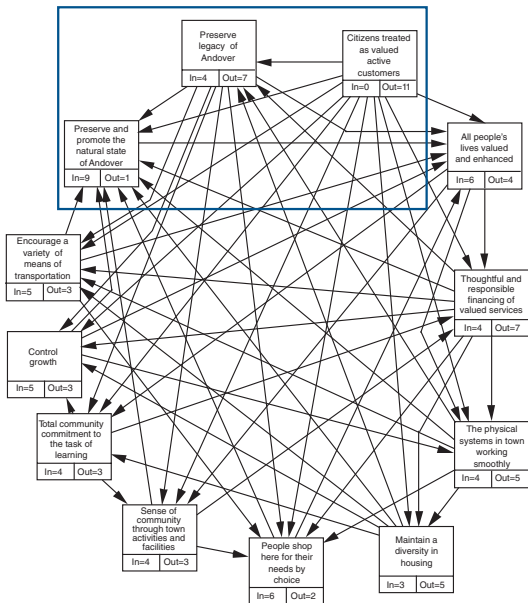 Preserve
legacy of
Andover
In=4 Out=7
Citizens treated
as valued
active
customers
In=0 Out=11
Preserve and
promote the
natural state
of Andover
In=9 Out=1
All people's
lives valued
and enhanced
In=6 Out=4
Encourage a
variety of
means of
transportation
In=5 Out=3
Thoughtful and
responsible
financing of
valued services
In=4 Out=7
Control
growth
In=5 Out=3
Total community
commitment to
the task of
learning
In=4 Out=3
The physical
systems in town
working
smoothly
In=4 Out=5
Sense of
community
through town
activities and
facilities
In=4 Out=3
People shop
here for their
needs by
choice
In=6 Out=2
Maintain a
diversity in
housing
In=3 Out=5